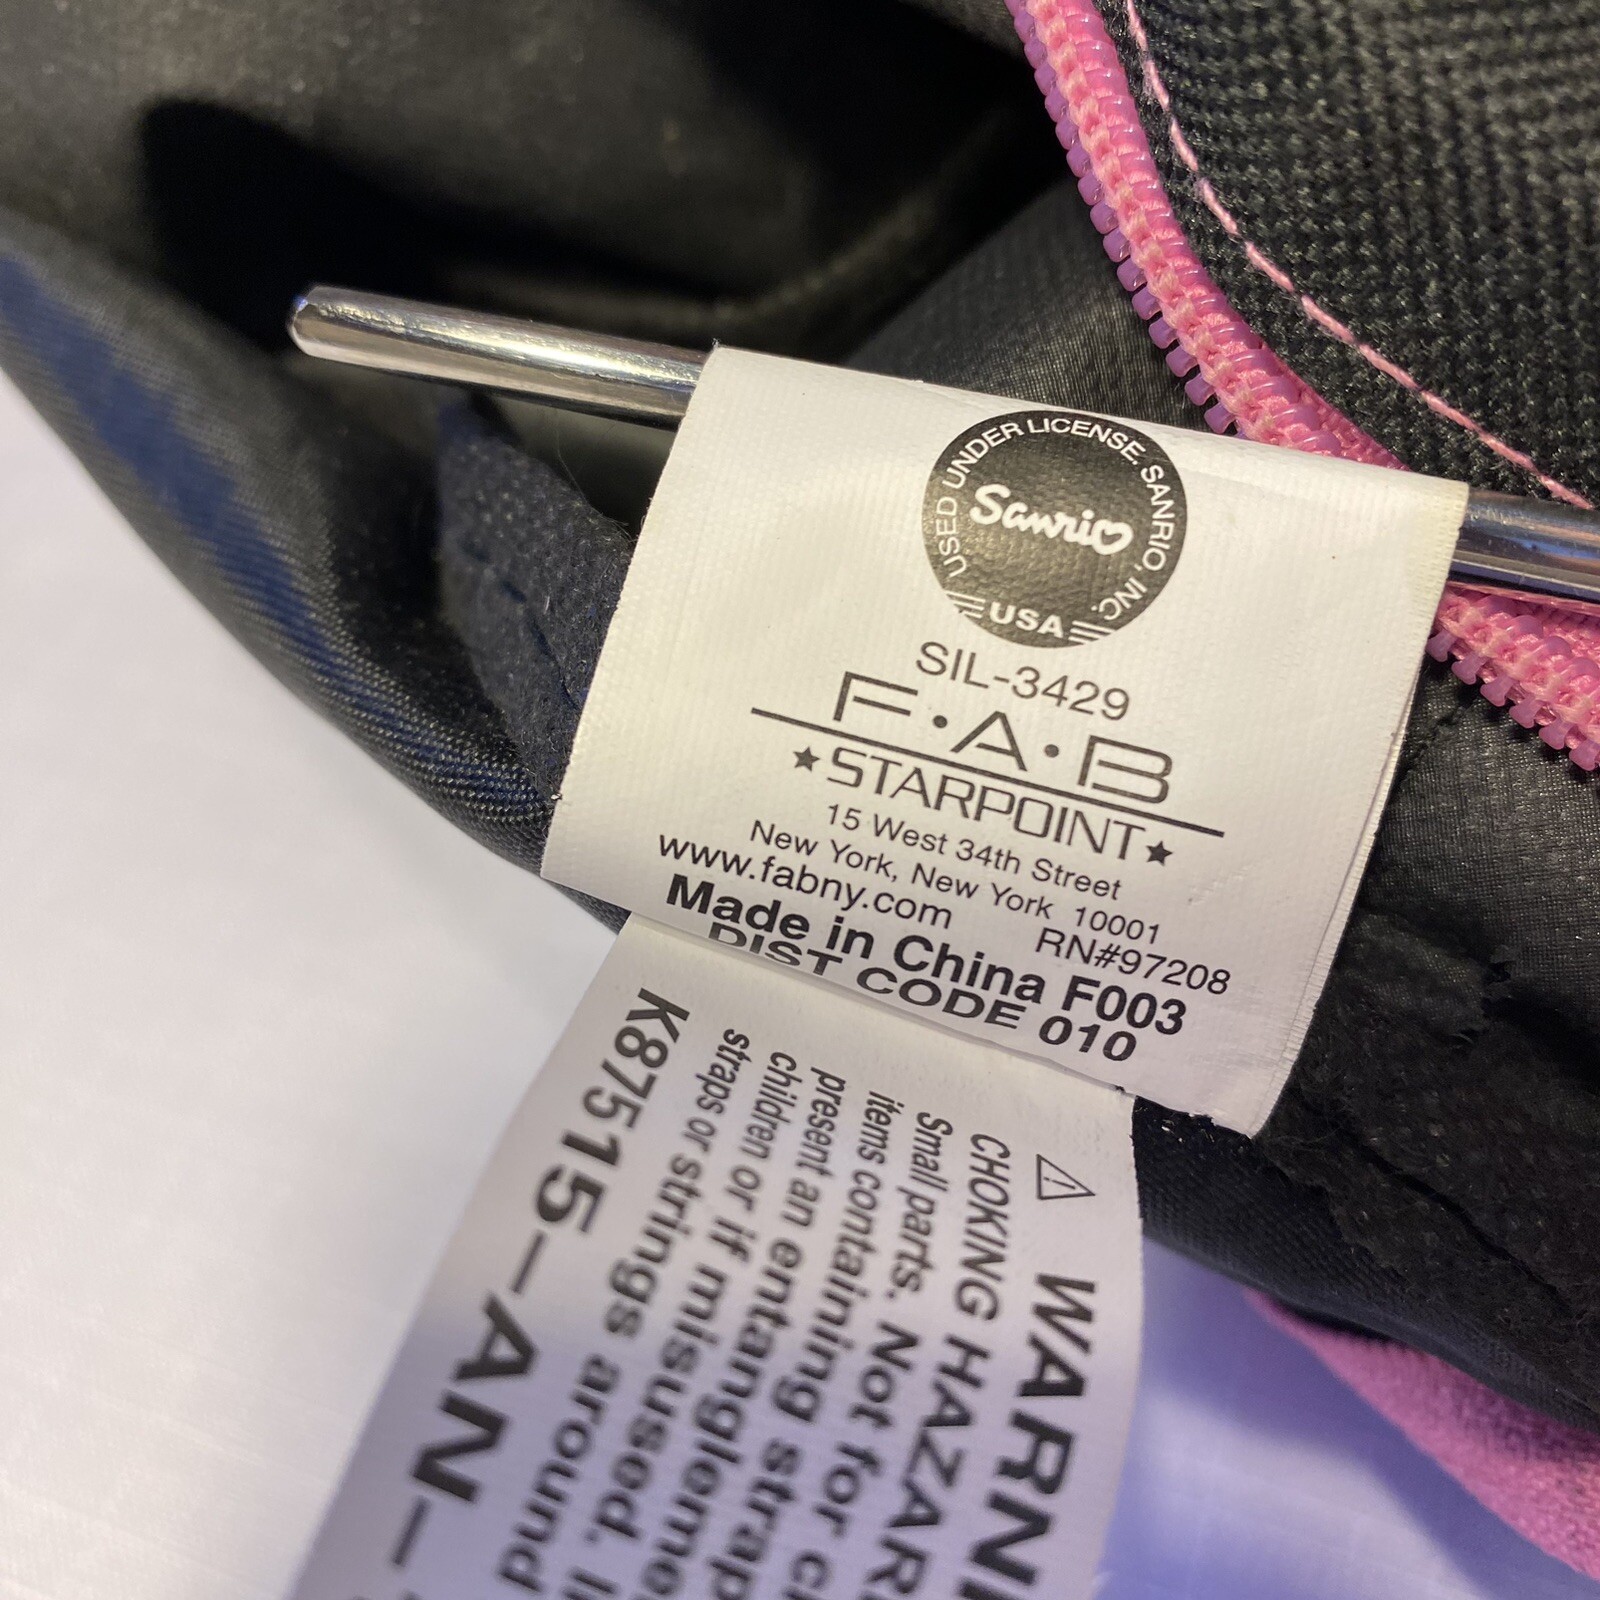 USED UNDER LICENSE. SANRIO, INC.
Sanrio
USA
SIL-3429
F·A·B
★STARPOINT★
15 West 34th Street
New York, New York 10001
www.fabny.com RN#97208
Made in China F003
DIST CODE 010
⚠ WARN
CHOKING HAZAR
Small parts. Not for c
items containing strap
present an entangleme
children or if misused.
straps or strings around
K87515-AN-